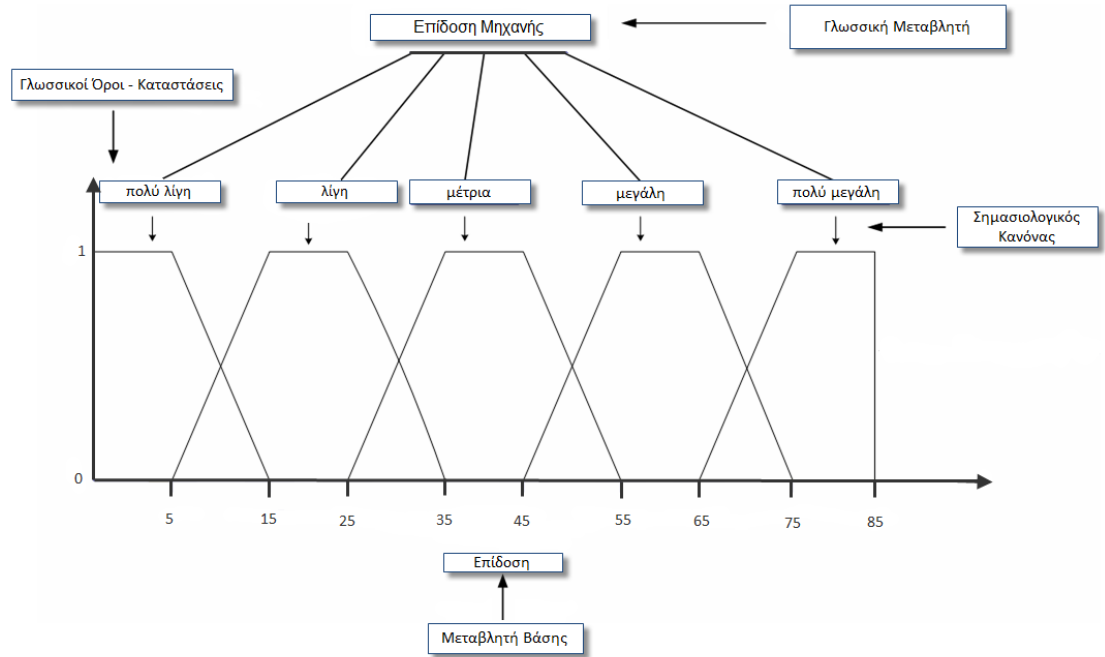 Επίδοση Μηχανής
Γλωσσική Μεταβλητή
Γλωσσικοί Όροι - Καταστάσεις
πολύ λίγη
λίγη
μέτρια
μεγάλη
πολύ μεγάλη
Σημασιολογικός
Κανόνας
1
0
5 15 25 35 45 55 65 75 85
Επίδοση
Μεταβλητή Βάσης